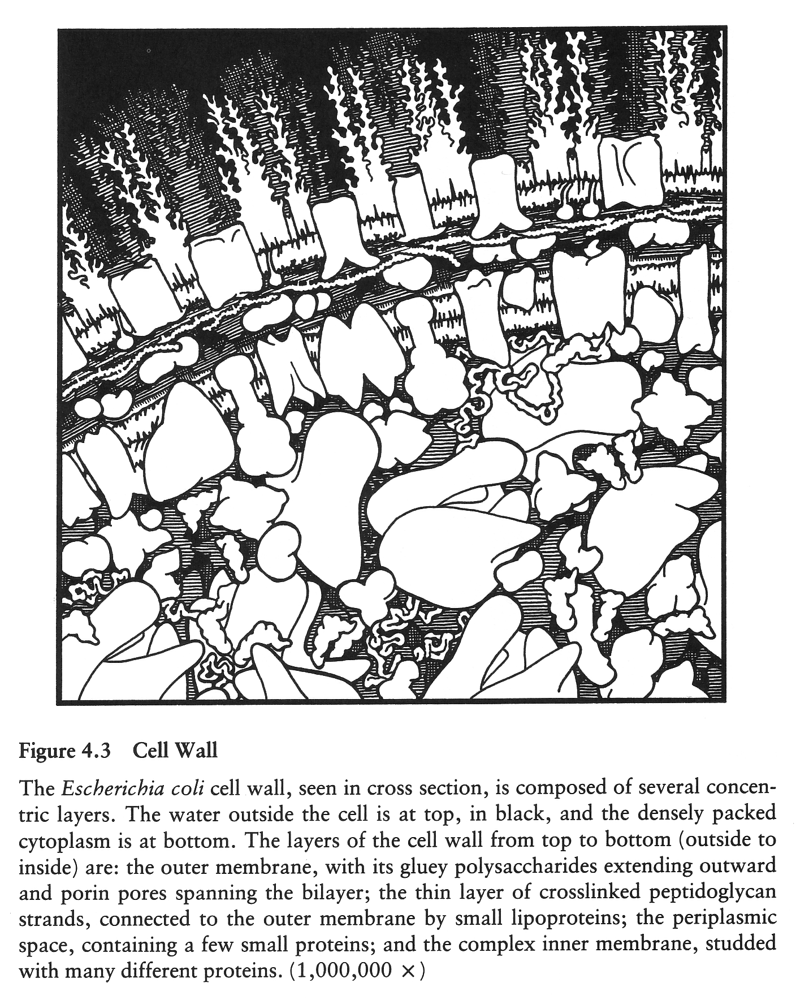 Figure 4.3 Cell Wall
The Escherichia coli cell wall, seen in cross section, is composed of several concen-
tric layers. The water outside the cell is at top, in black, and the densely packed
cytoplasm is at bottom. The layers of the cell wall from top to bottom (outside to
inside) are: the outer membrane, with its gluey polysaccharides extending outward
and porin pores spanning the bilayer; the thin layer of crosslinked peptidoglycan
strands, connected to the outer membrane by small lipoproteins; the periplasmic
space, containing a few small proteins; and the complex inner membrane, studded
with many different proteins. (1,000,000 ×)